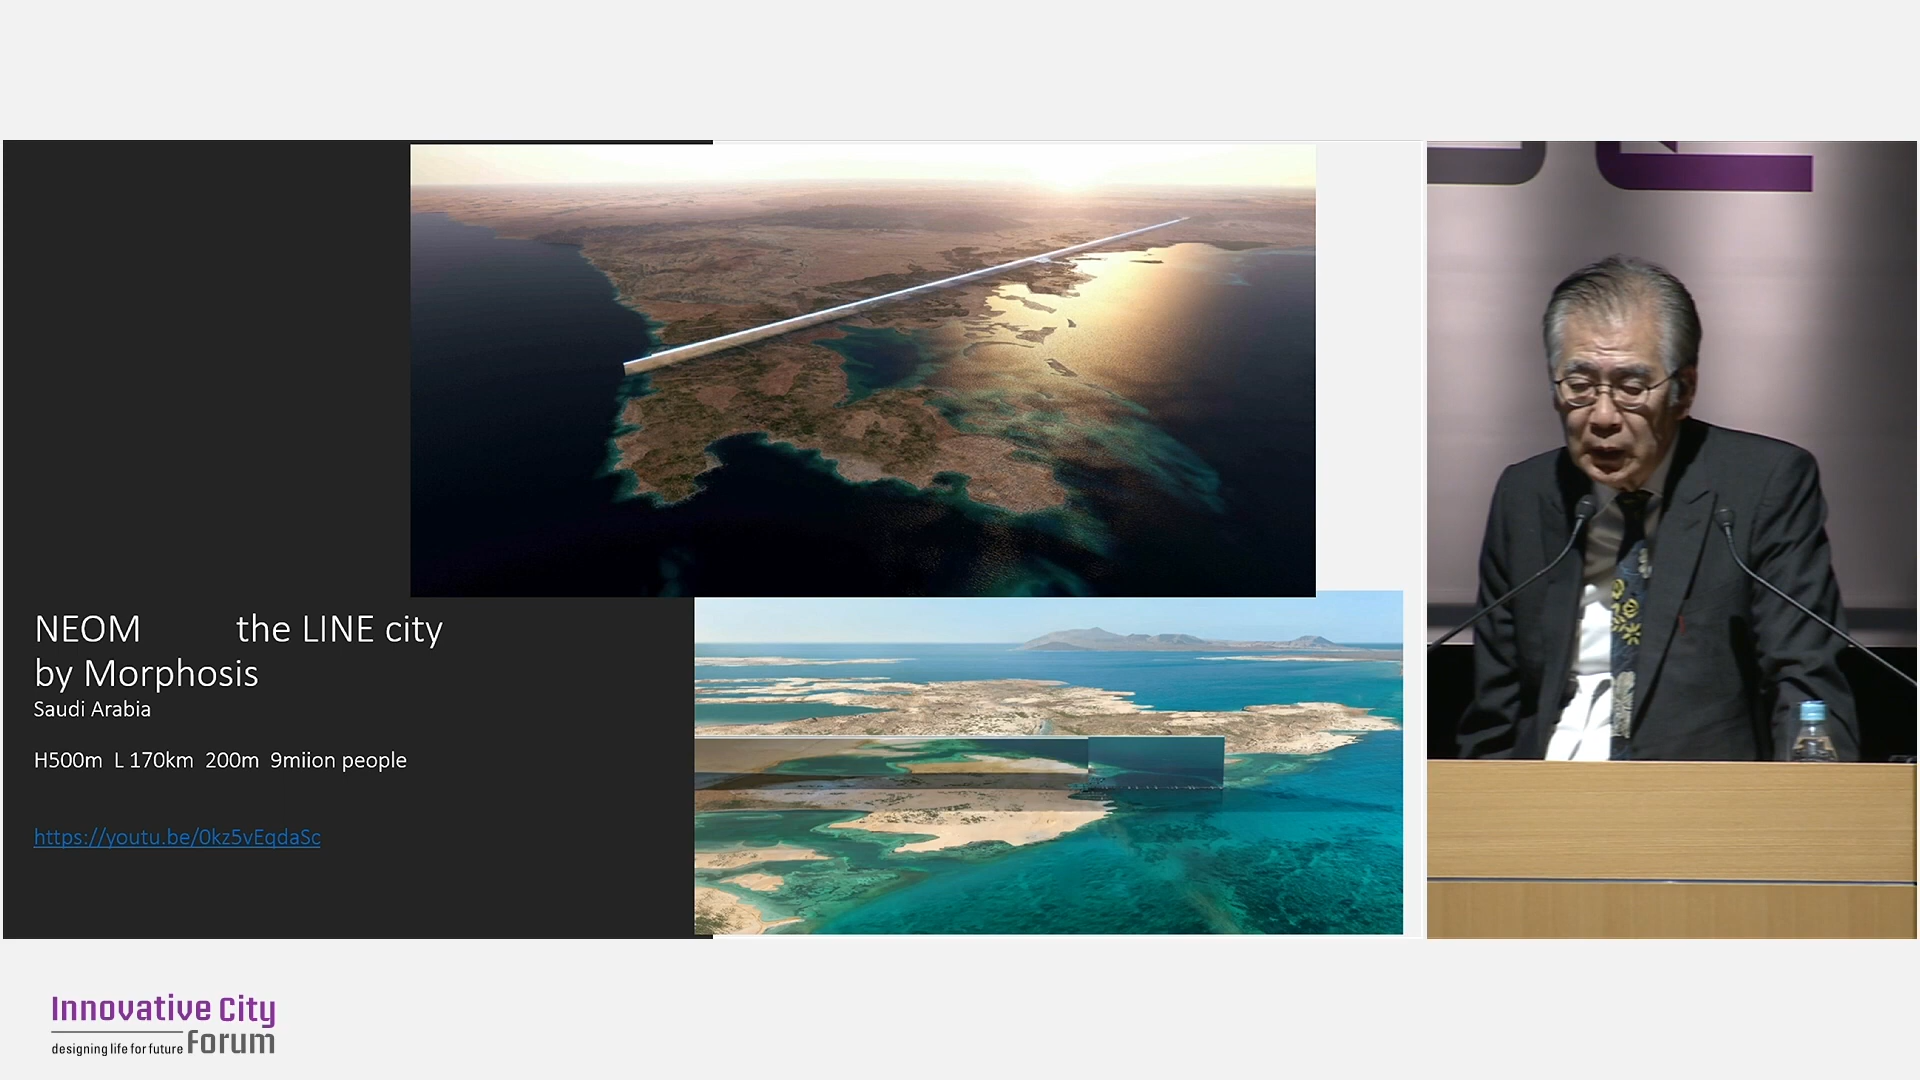 NEOM the LINE city
by Morphosis
Saudi Arabia
H500m L 170km 200m 9miion people
https://youtu.be/0kz5vEqdaSc
Innovative City
designing life for future Forum